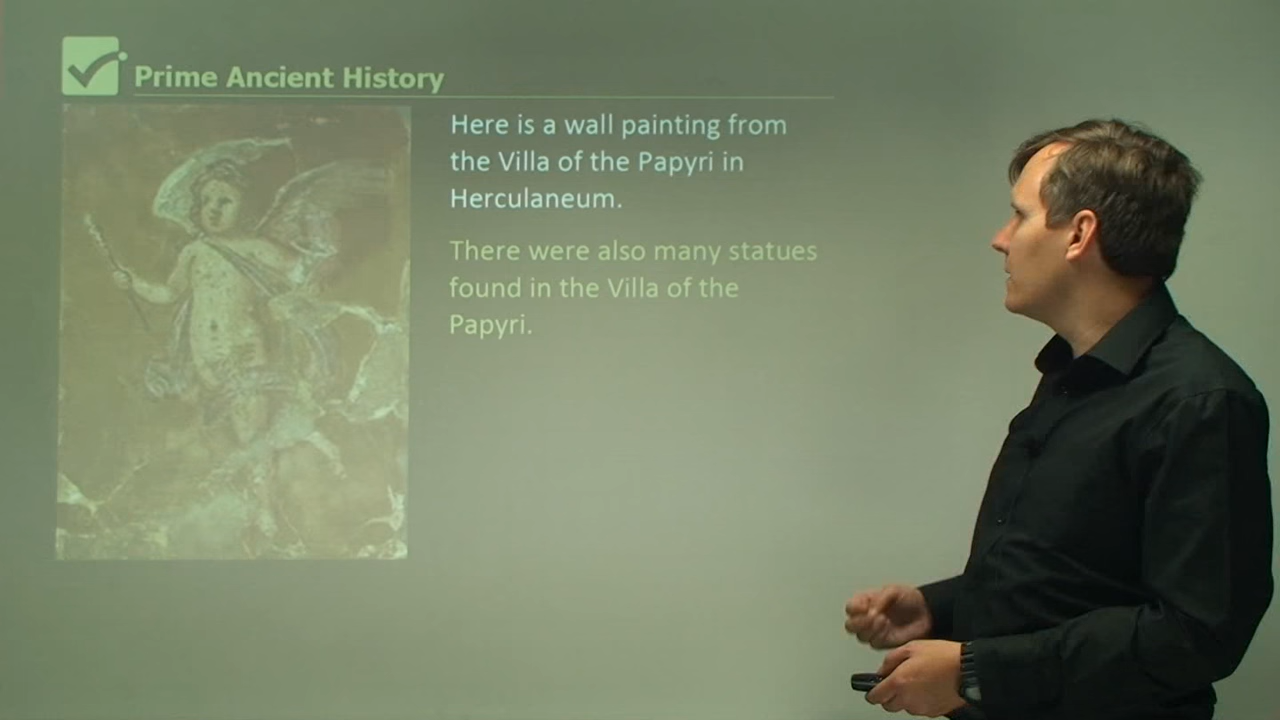 Prime Ancient History
Here is a wall painting from
the Villa of the Papyri in
Herculaneum.
There were also many statues
found in the Villa of the
Papyri.